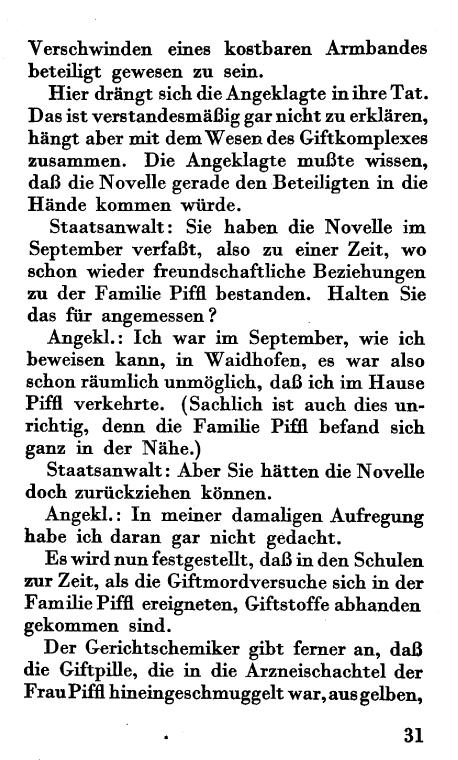 Verschwinden eines kostbaren Armbandes
beteiligt gewesen zu sein.
Hier drängt sich die Angeklagte in ihre Tat.
Das ist verstandesmäßig gar nicht zu erklären,
hängt aber mit dem Wesen des Giftkomplexes
zusammen. Die Angeklagte mußte wissen,
daß die Novelle gerade den Beteiligten in die
Hände kommen würde.
Staatsanwalt: Sie haben die Novelle im
September verfaßt, also zu einer Zeit, wo
schon wieder freundschaftliche Beziehungen
zu der Familie Piffl bestanden. Halten Sie
das für angemessen?
Angekl.: Ich war im September, wie ich
beweisen kann, in Waidhofen, es war also
schon räumlich unmöglich, daß ich im Hause
Piffl verkehrte. (Sachlich ist auch dies un-
richtig, denn die Familie Piffl befand sich
ganz in der Nähe.)
Staatsanwalt: Aber Sie hätten die Novelle
doch zurückziehen können.
Angekl.: In meiner damaligen Aufregung
habe ich daran gar nicht gedacht.
Es wird nun festgestellt, daß in den Schulen
zur Zeit, als die Giftmordversuche sich in der
Familie Piffl ereigneten, Giftstoffe abhanden
gekommen sind.
Der Gerichtschemiker gibt ferner an, daß
die Giftpille, die in die Arzneischachtel der
Frau Piffl hineingeschmuggelt war, aus gelben,
31